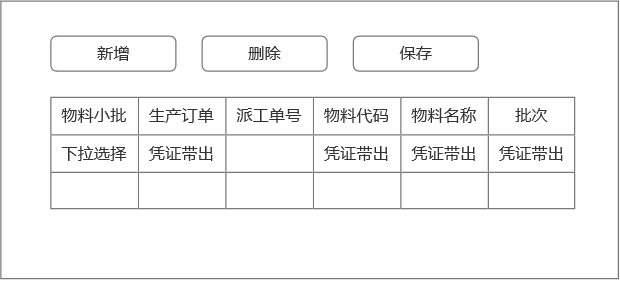 新增 删除 保存
物料小批 生产订单 派工单号 物料代码 物料名称 批次
下拉选择 凭证带出 凭证带出 凭证带出 凭证带出